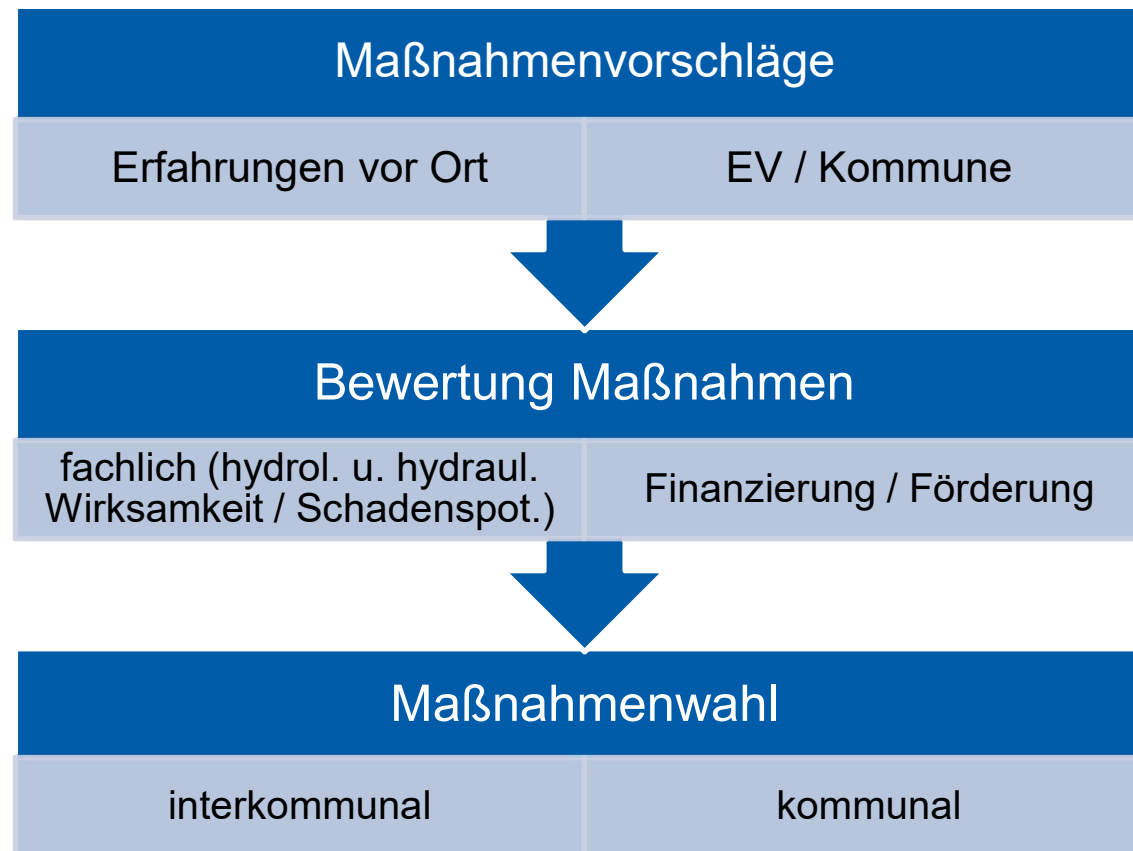 Maßnahmenvorschläge
Erfahrungen vor Ort
EV / Kommune
Bewertung Maßnahmen
fachlich (hydrol. u. hydraul.
Wirksamkeit / Schadenspot.)
Finanzierung / Förderung
Maßnahmenwahl
interkommunal
kommunal